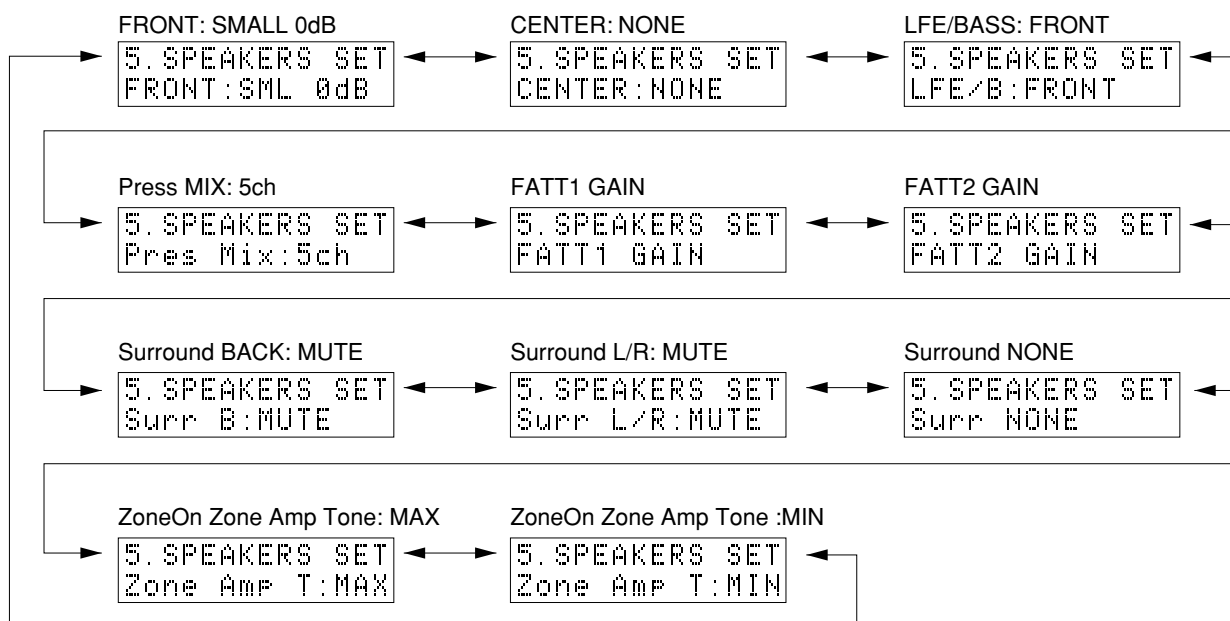 FRONT: SMALL 0dB
5.SPEAKERS SET
FRONT:SML 0dB
CENTER: NONE
5.SPEAKERS SET
CENTER:NONE
LFE/BASS: FRONT
5.SPEAKERS SET
LFE/B:FRONT
Press MIX: 5ch
5.SPEAKERS SET
Pres Mix:5ch
FATT1 GAIN
5.SPEAKERS SET
FATT1 GAIN
FATT2 GAIN
5.SPEAKERS SET
FATT2 GAIN
Surround BACK: MUTE
5.SPEAKERS SET
Surr B:MUTE
Surround L/R: MUTE
5.SPEAKERS SET
Surr L/R:MUTE
Surround NONE
5.SPEAKERS SET
Surr NONE
ZoneOn Zone Amp Tone: MAX
5.SPEAKERS SET
Zone Amp T:MAX
ZoneOn Zone Amp Tone :MIN
5.SPEAKERS SET
Zone Amp T:MIN